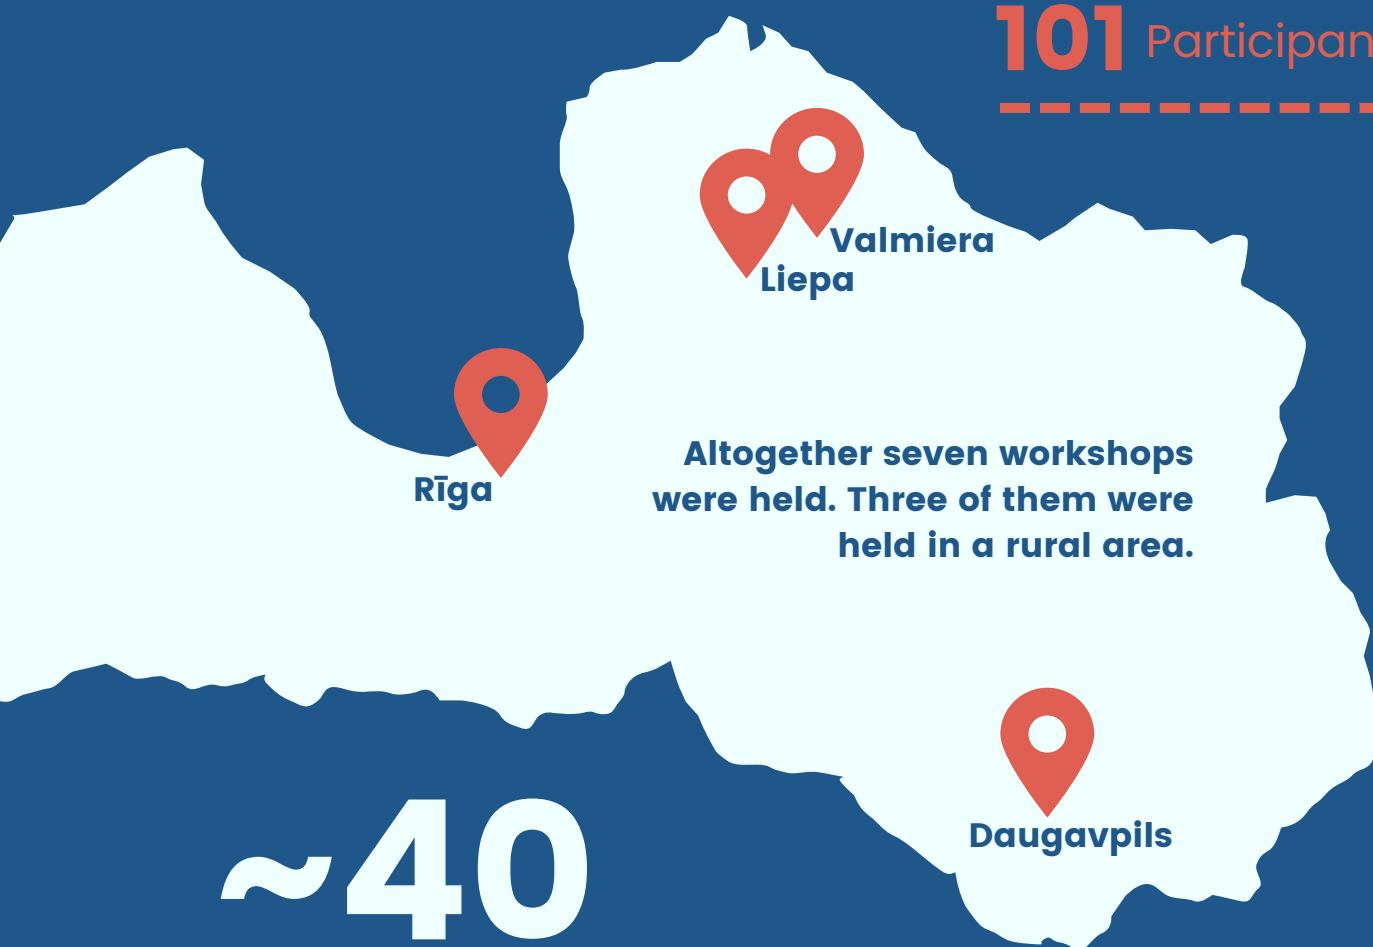 101 Participan
Valmiera
Liepa
Rīga
Altogether seven workshops
were held. Three of them were
held in a rural area.
Daugavpils
~40